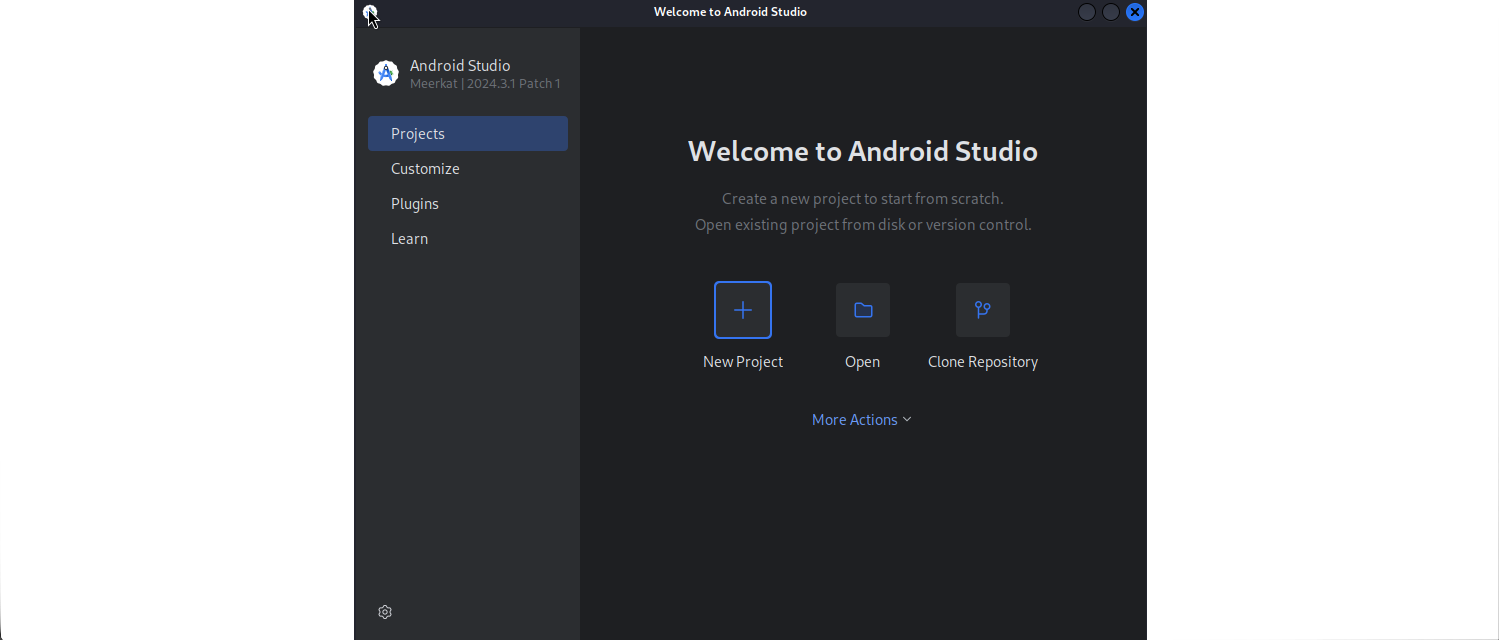 Welcome to Android Studio
Android Studio
Meerkat | 2024.3.1 Patch 1
Projects
Customize
Plugins
Learn
Welcome to Android Studio
Create a new project to start from scratch.
Open existing project from disk or version control.
New Project
Open
Clone Repository
More Actions